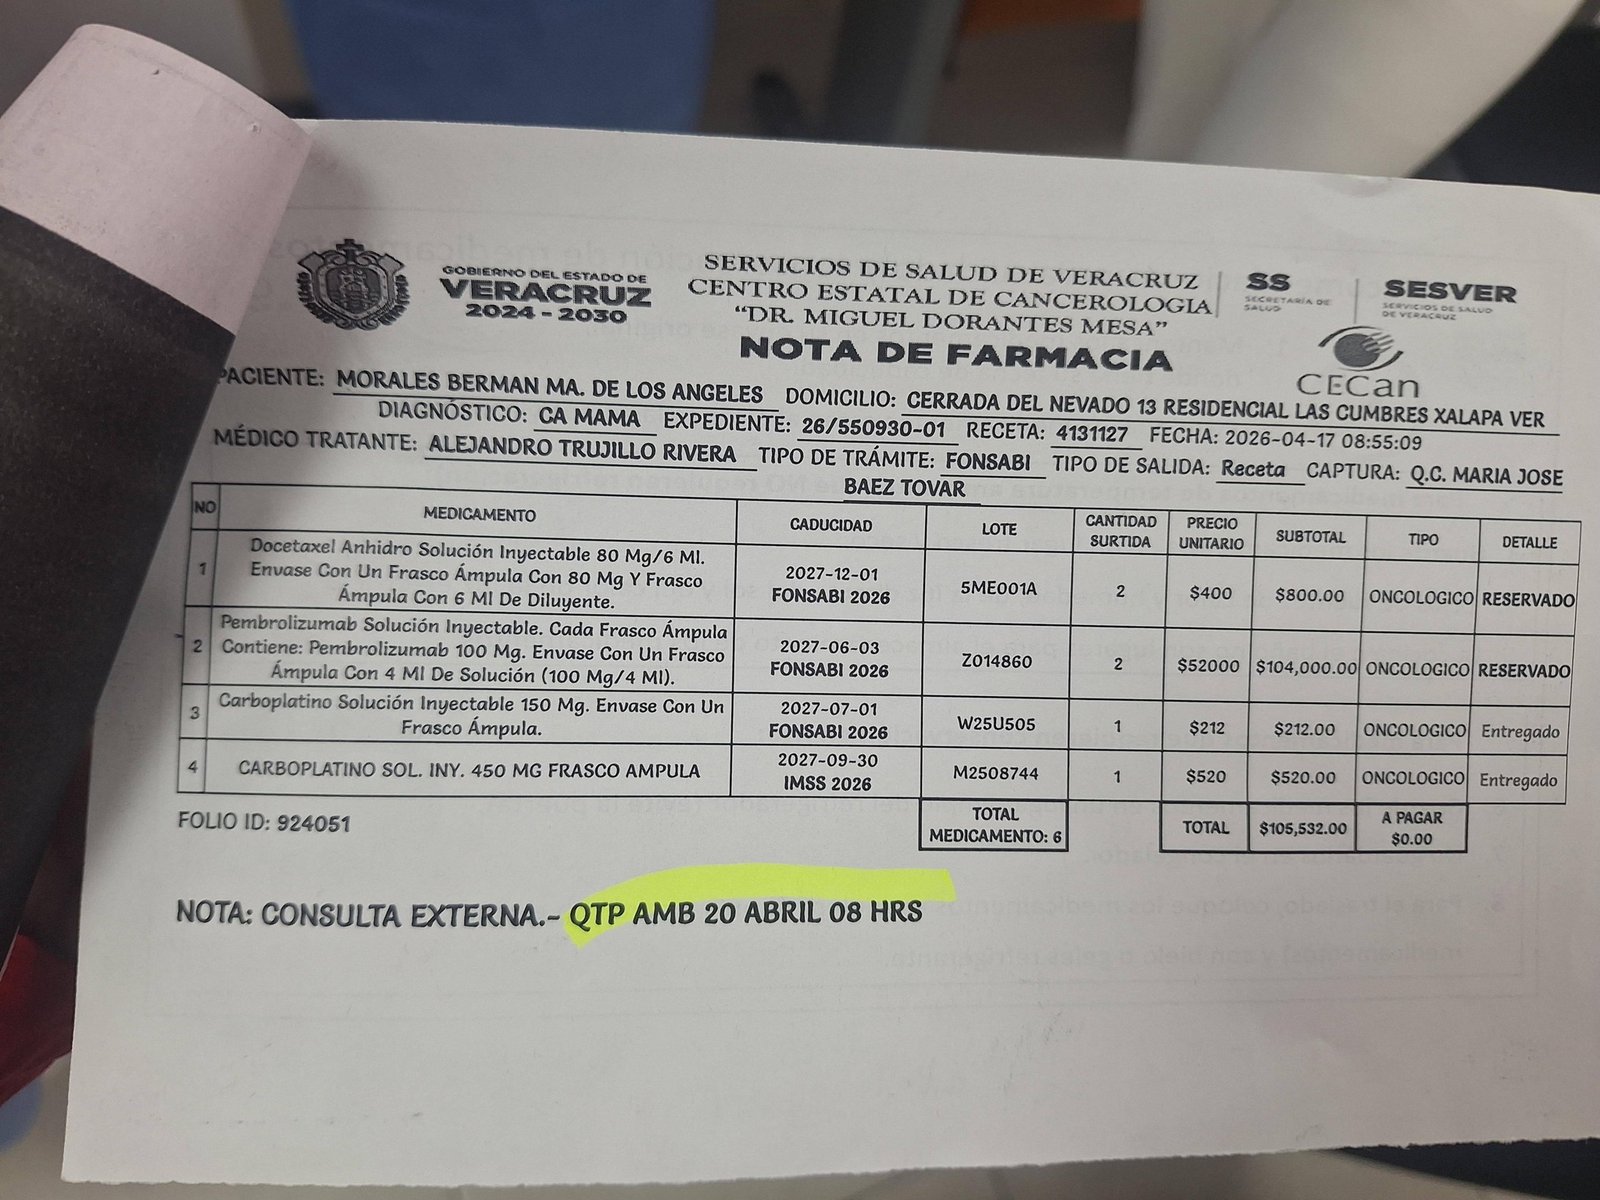 GOBIERNO DEL ESTADO DE
VERACRUZ
2024 - 2030
SERVICIOS DE SALUD DE VERACRUZ
CENTRO ESTATAL DE CANCEROLOGIA
“DR. MIGUEL DORANTES MESA”
NOTA DE FARMACIA
SS
SECRETARÍA DE
SALUD
SESVER
SERVICIOS DE SALUD
DE VERACRUZ
CECan
PACIENTE: MORALES BERMAN MA. DE LOS ANGELES DOMICILIO: CERRADA DEL NEVADO 13 RESIDENCIAL LAS CUMBRES XALAPA VER
DIAGNÓSTICO: CA MAMA EXPEDIENTE: 26/550930-01 RECETA: 4131127 FECHA: 2026-04-17 08:55:09
MÉDICO TRATANTE: ALEJANDRO TRUJILLO RIVERA TIPO DE TRÁMITE: FONSABI TIPO DE SALIDA: Receta CAPTURA: Q.C. MARIA JOSE
BAEZ TOVAR
NO MEDICAMENTO CADUCIDAD LOTE CANTIDAD SURTIDA PRECIO UNITARIO SUBTOTAL TIPO DETALLE
1 Docetaxel Anhidro Solución Inyectable 80 Mg/6 Ml.
Envase Con Un Frasco Ámpula Con 80 Mg Y Frasco
Ámpula Con 6 Ml De Diluyente.
2027-12-01
FONSABI 2026
5ME001A 2 $400 $800.00 ONCOLOGICO RESERVADO
2 Pembrolizumab Solución Inyectable. Cada Frasco Ámpula
Contiene: Pembrolizumab 100 Mg. Envase Con Un Frasco
Ámpula Con 4 Ml De Solución (100 Mg/4 Ml).
2027-06-03
FONSABI 2026
Z014860 2 $52000 $104,000.00 ONCOLOGICO RESERVADO
3 Carboplatino Solución Inyectable 150 Mg. Envase Con Un
Frasco Ámpula.
2027-07-01
FONSABI 2026
W25U505 1 $212 $212.00 ONCOLOGICO Entregado
4 CARBOPLATINO SOL. INY. 450 MG FRASCO AMPULA
2027-09-30
IMSS 2026
M2508744 1 $520 $520.00 ONCOLOGICO Entregado
FOLIO ID: 924051
TOTAL
MEDICAMENTO: 6
TOTAL $105,532.00
A PAGAR
$0.00
NOTA: CONSULTA EXTERNA.- QTP AMB 20 ABRIL 08 HRS